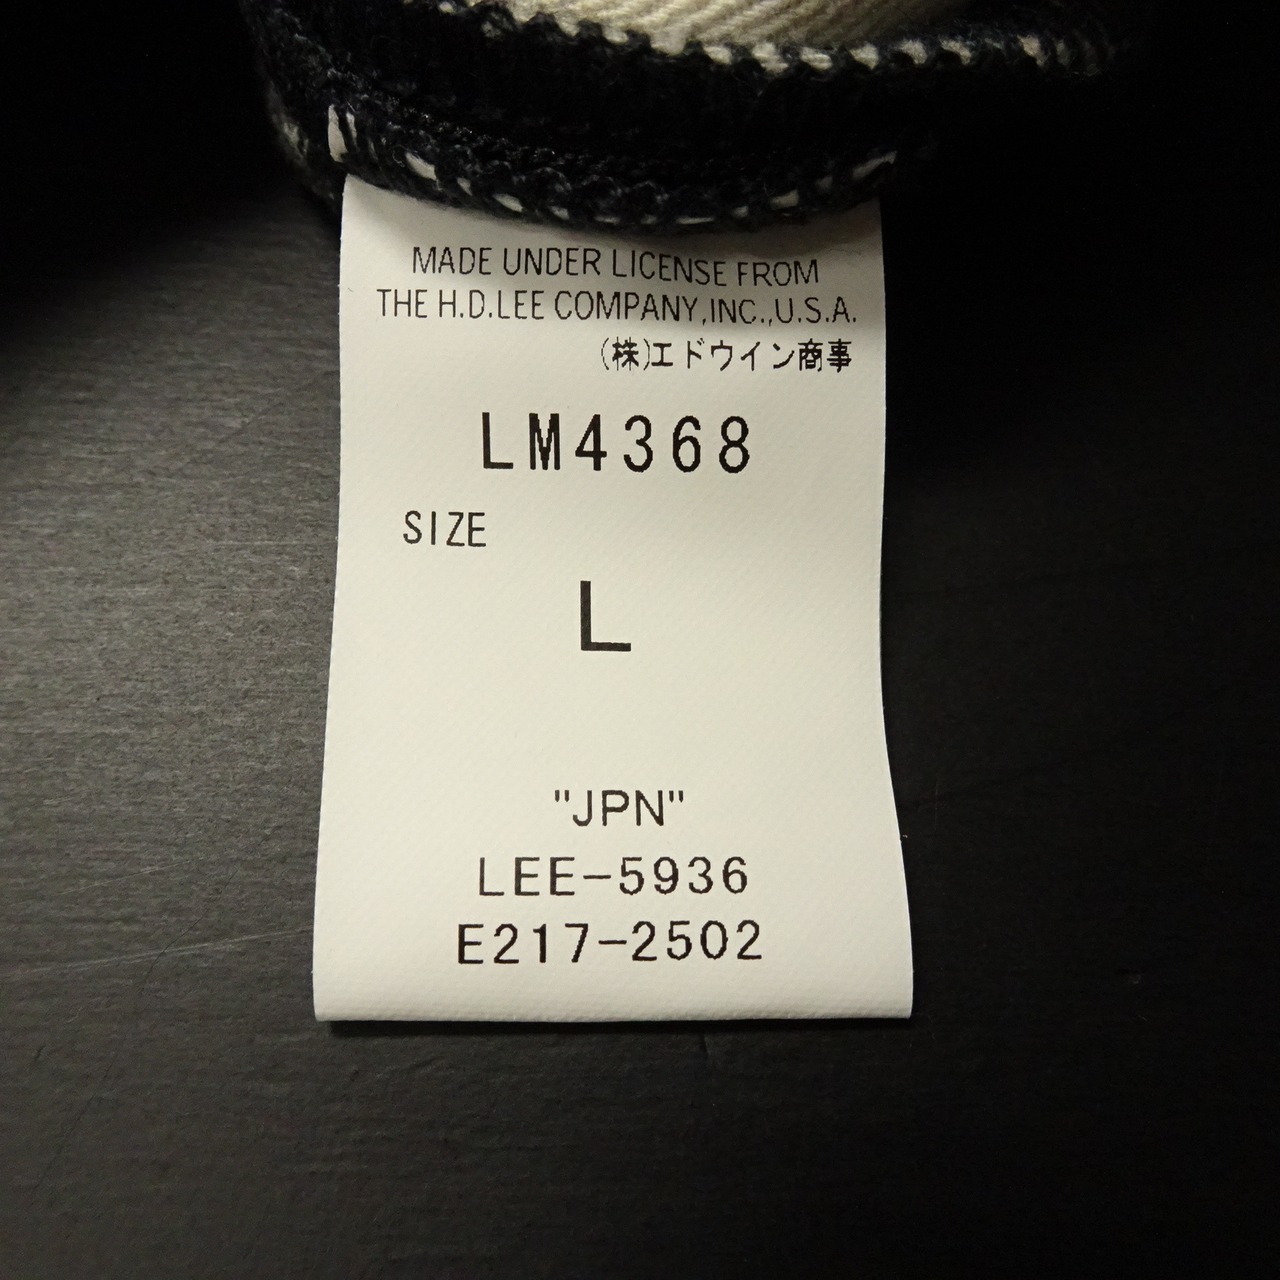 MADE UNDER LICENSE FROM
THE H.D.LEE COMPANY,INC.,U.S.A.
(株)エドウイン商事
LM4368
SIZE
L
"JPN"
LEE-5936
E217-2502